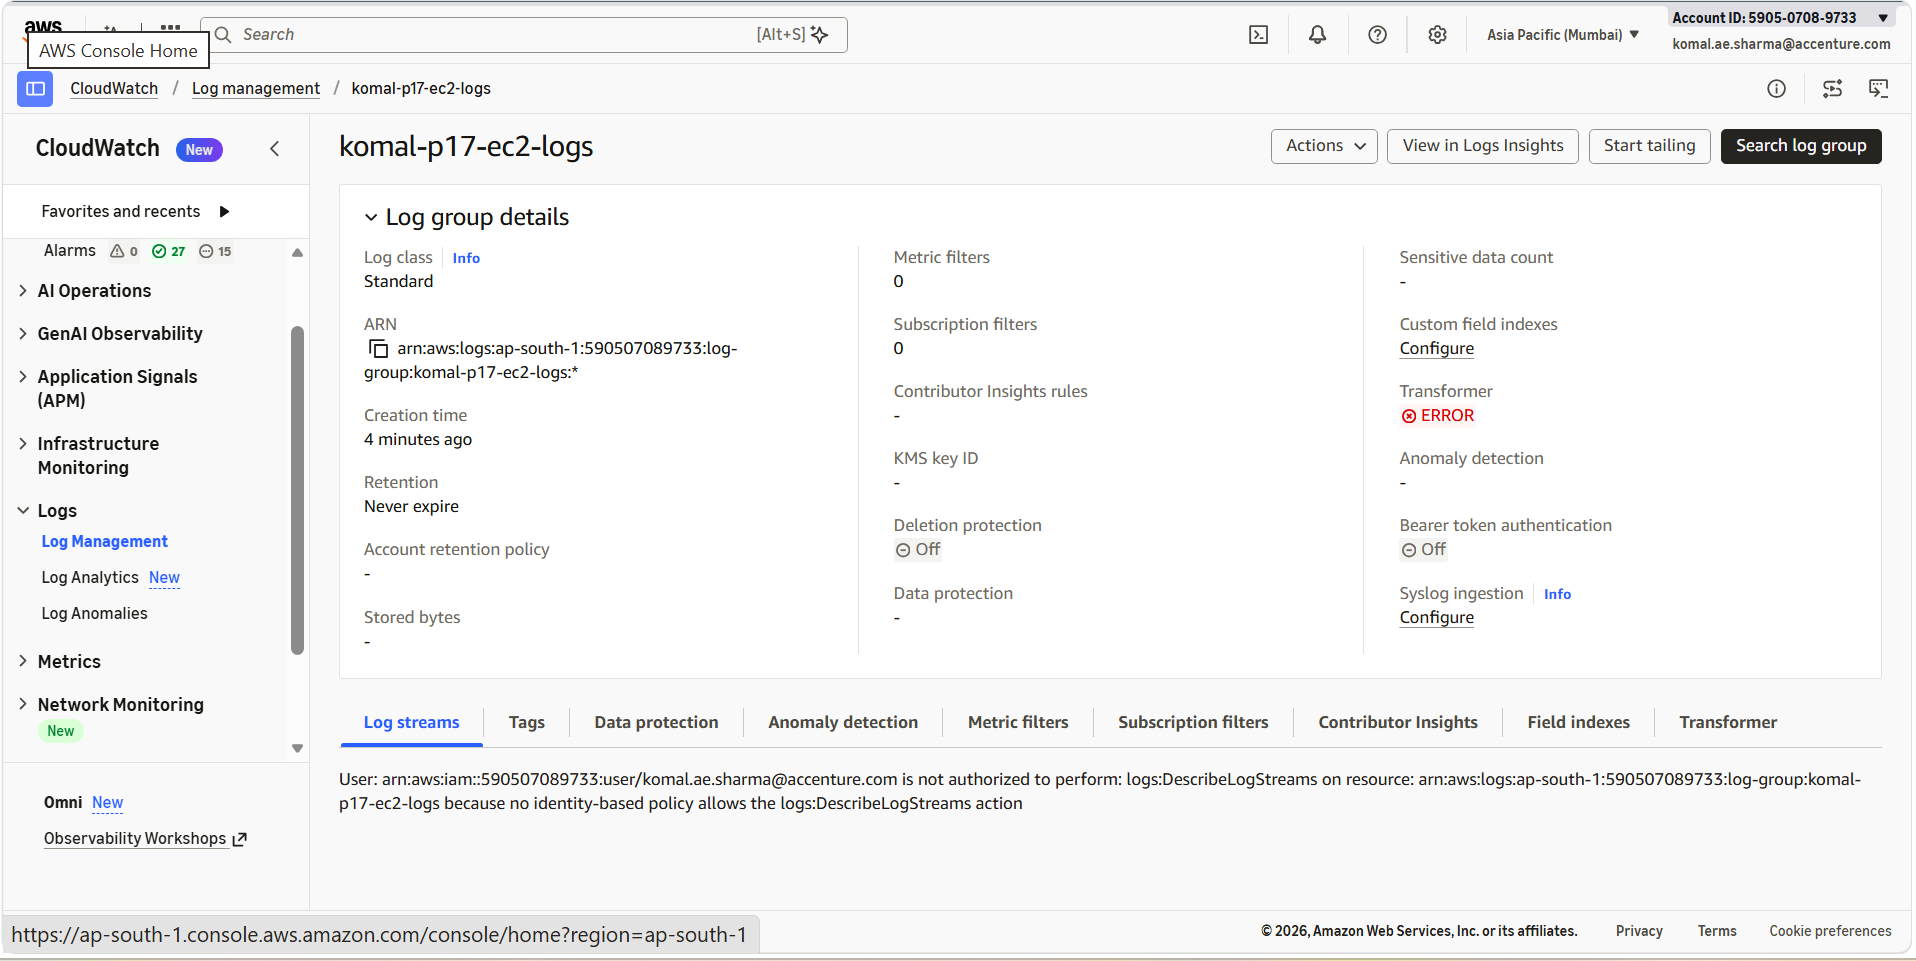 aws
Search
[Alt+S]
Asia Pacific (Mumbai)
Account ID: 5905-0708-9733
komal.ae.sharma@accenture.com
AWS Console Home
CloudWatch / Log management / komal-p17-ec2-logs
CloudWatch New
Favorites and recents
Alarms 0 27 15
AI Operations
GenAI Observability
Application Signals
(APM)
Infrastructure
Monitoring
Logs
Log Management
Log Analytics New
Log Anomalies
Metrics
Network Monitoring
New
Omni New
Observability Workshops
komal-p17-ec2-logs
Actions
View in Logs Insights
Start tailing
Search log group
Log group details
Log class Info
Standard
ARN
arn:aws:logs:ap-south-1:590507089733:log-
group:komal-p17-ec2-logs:*
Creation time
4 minutes ago
Retention
Never expire
Account retention policy
-
Stored bytes
-
Metric filters
0
Subscription filters
0
Contributor Insights rules
-
KMS key ID
-
Deletion protection
Off
Data protection
-
Sensitive data count
-
Custom field indexes
Configure
Transformer
ERROR
Anomaly detection
-
Bearer token authentication
Off
Syslog ingestion Info
Configure
Log streams
Tags
Data protection
Anomaly detection
Metric filters
Subscription filters
Contributor Insights
Field indexes
Transformer
User: arn:aws:iam::590507089733:user/komal.ae.sharma@accenture.com is not authorized to perform: logs:DescribeLogStreams on resource: arn:aws:logs:ap-south-1:590507089733:log-group:komal-
p17-ec2-logs because no identity-based policy allows the logs:DescribeLogStreams action
https://ap-south-1.console.aws.amazon.com/console/home?region=ap-south-1
© 2026, Amazon Web Services, Inc. or its affiliates.
Privacy
Terms
Cookie preferences